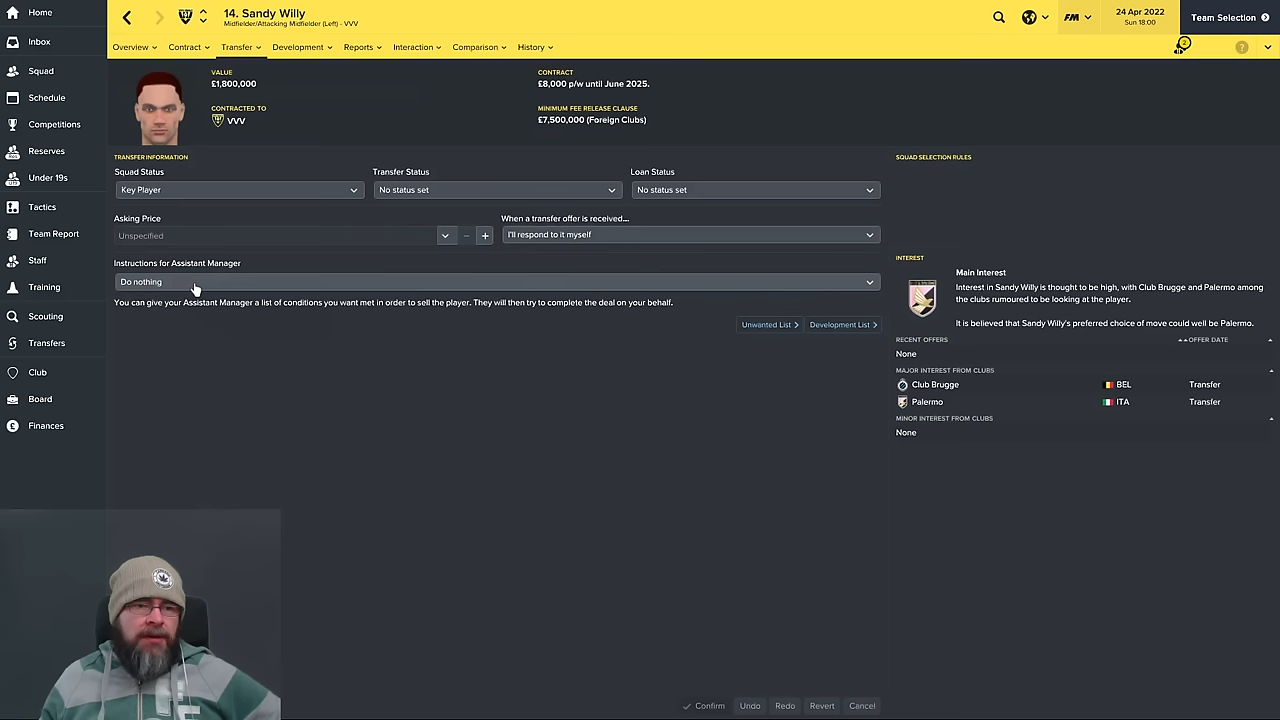 Home
Inbox
Squad
Schedule
Competitions
Reserves
Under 19s
Tactics
Team Report
Staff
Training
Scouting
Transfers
Club
Board
Finances
14. Sandy Willy
Midfielder/Attacking Midfielder (Left) - VVV
FM
24 Apr 2022
Sun 18:00
Team Selection
Overview
Contract
Transfer
Development
Reports
Interaction
Comparison
History
2
?
VALUE
£1,800,000
CONTRACTED TO
VVV
CONTRACT
£8,000 p/w until June 2025.
MINIMUM FEE RELEASE CLAUSE
£7,500,000 (Foreign Clubs)
TRANSFER INFORMATION
Squad Status
Transfer Status
Loan Status
Key Player
No status set
No status set
Asking Price
When a transfer offer is received...
Unspecified
I'll respond to it myself
Instructions for Assistant Manager
Do nothing
You can give your Assistant Manager a list of conditions you want met in order to sell the player. They will then try to complete the deal on your behalf.
Unwanted List
Development List
SQUAD SELECTION RULES
INTEREST
Main Interest
Interest in Sandy Willy is thought to be high, with Club Brugge and Palermo among
the clubs rumoured to be looking at the player.
It is believed that Sandy Willy's preferred choice of move could well be Palermo.
RECENT OFFERS
OFFER DATE
None
MAJOR INTEREST FROM CLUBS
Club Brugge BEL Transfer
Palermo ITA Transfer
MINOR INTEREST FROM CLUBS
None
Confirm
Undo
Redo
Revert
Cancel